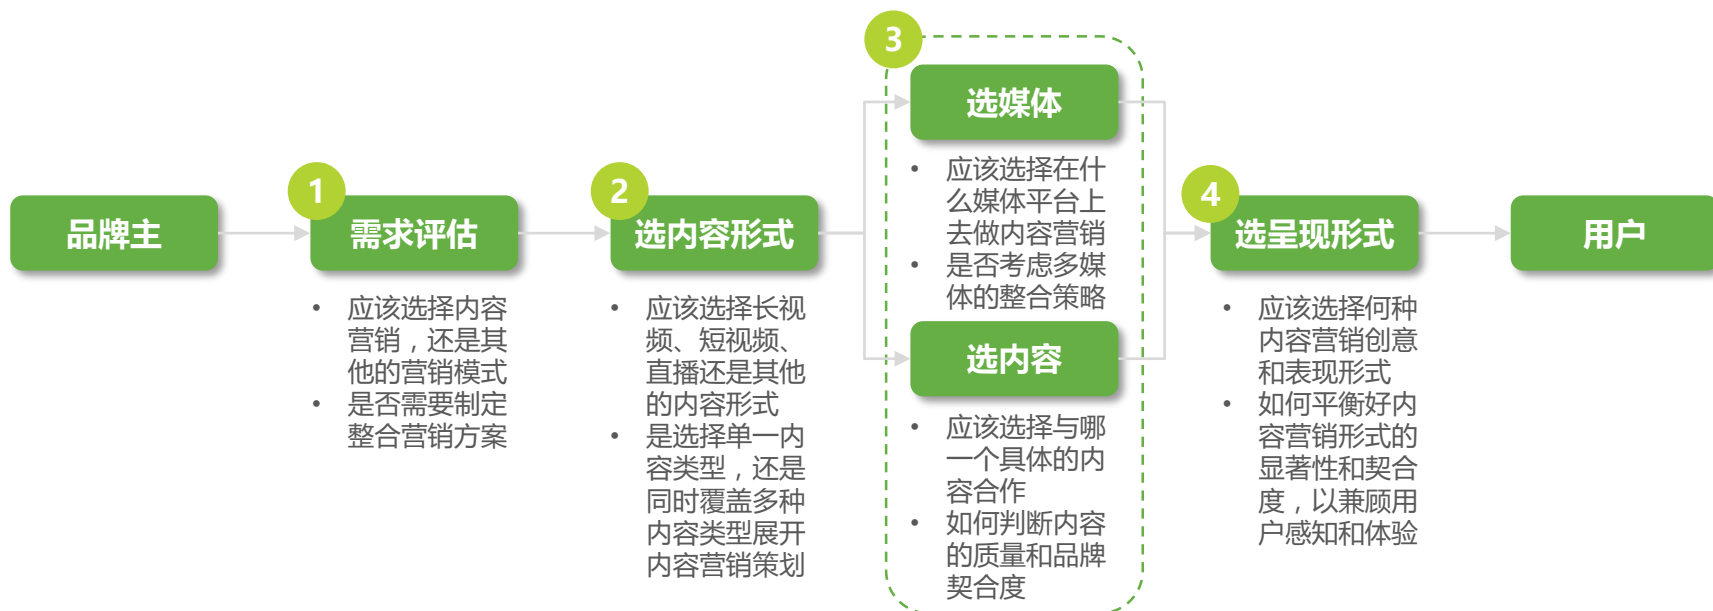 品牌主
1
需求评估
• 应该选择内容
营销，还是其
他的营销模式
• 是否需要制定
整合营销方案
2
选内容形式
• 应该选择长视
频、短视频、
直播还是其他
的内容形式
• 是选择单一内
容类型，还是
同时覆盖多种
内容类型展开
内容营销策划
3
选媒体
• 应该选择在什
么媒体平台上
去做内容营销
• 是否考虑多媒
体的整合策略
选内容
• 应该选择与哪
一个具体的内
容合作
• 如何判断内容
的质量和品牌
契合度
4
选呈现形式
• 应该选择何种
内容营销创意
和表现形式
• 如何平衡好内
容营销形式的
显著性和契合
度，以兼顾用
户感知和体验
用户